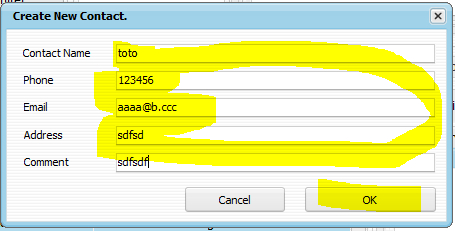 Create New Contact.
Contact Name toto
Phone 123456
Email aaaa@b.ccc
Address sdfsd
Comment sdfsdf
Cancel OK